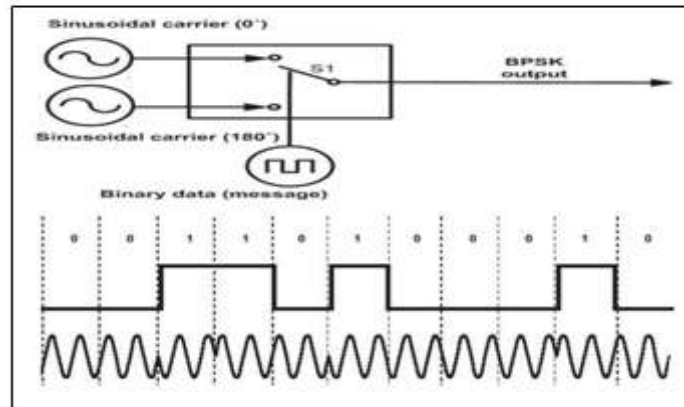 Sinusoidal carrier (0°)
S1
BPSK
output
Sinusoidal carrier (180°)
Binary data (message)
0 0 1 1 0 1 0 0 0 1 0